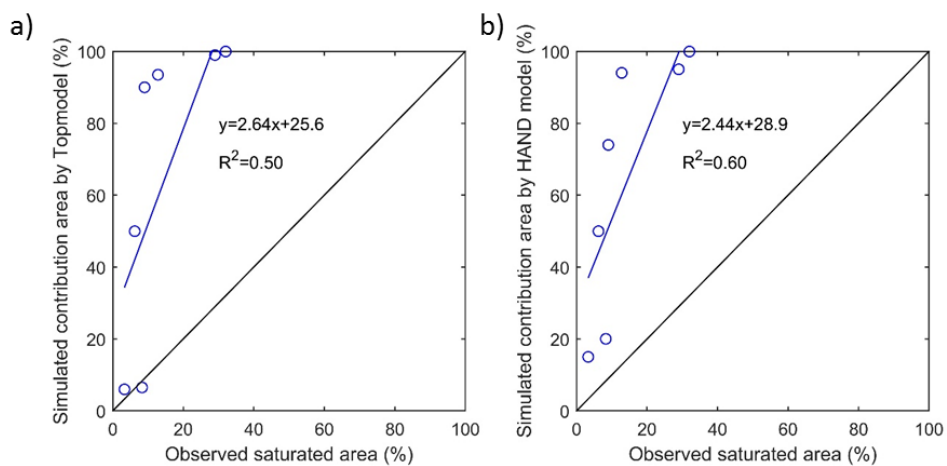 a)
Simulated contribution area by Topmodel (%)
100
80
60
40
20
0
y=2.64x+25.6
R²=0.50
0 20 40 60 80 100
Observed saturated area (%)
b)
Simulated contribution area by HAND model (%)
100
80
60
40
20
0
y=2.44x+28.9
R²=0.60
0 20 40 60 80 100
Observed saturated area (%)